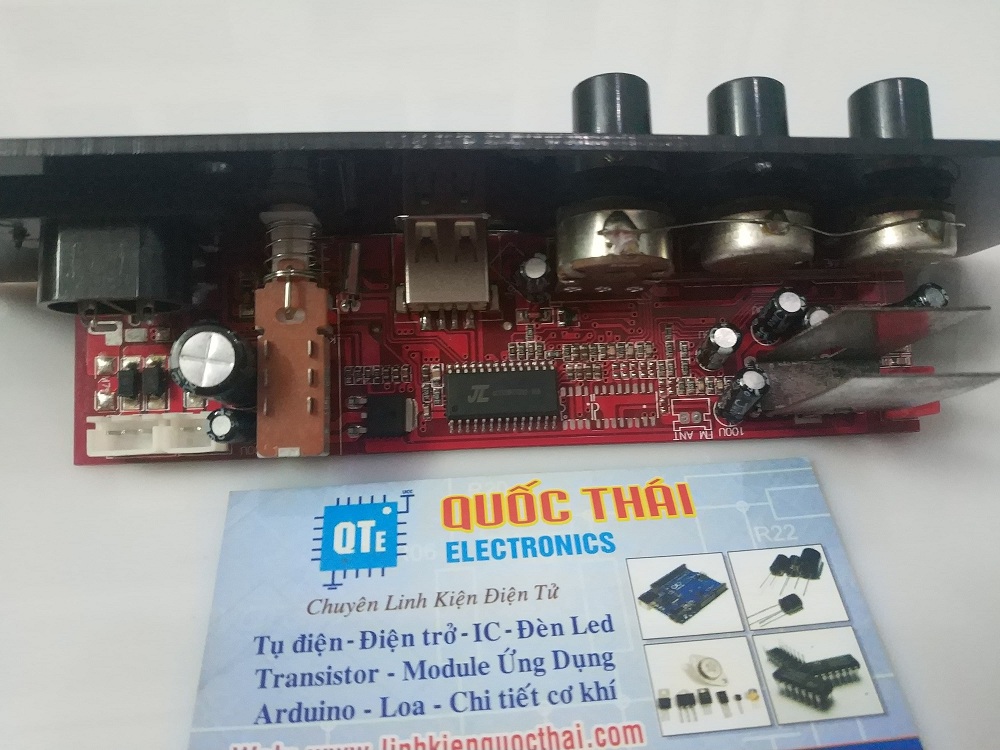 JL
FM ANT
100U
R22
QTE
QUỐC THÁI
ELECTRONICS
Chuyên Linh Kiện Điện Tử
Tụ điện - Điện trở - IC - Đèn Led
Transistor - Module Ứng Dụng
Arduino - Loa - Chi tiết cơ khí
Web: www.linhkienquocthai.com